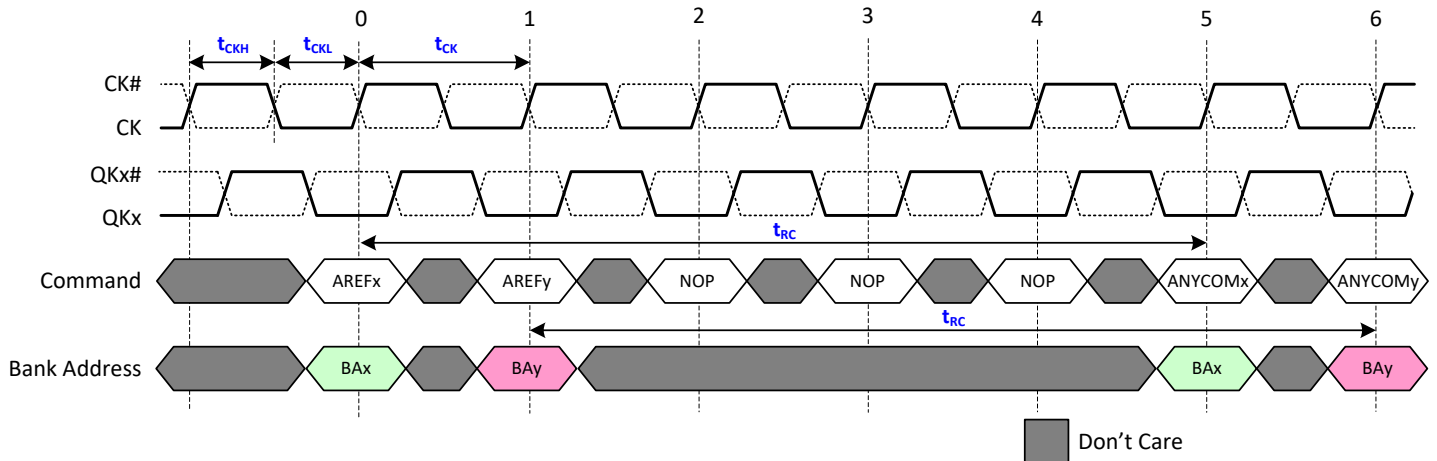 0 1 2 3 4 5 6
tCKH tCKL tCK
CK#
CK
QKx#
QKx
tRC
Command AREFx AREFy NOP NOP NOP ANYCOMx ANYCOMy
tRC
Bank Address BAx BAy BAx BAy
Don't Care